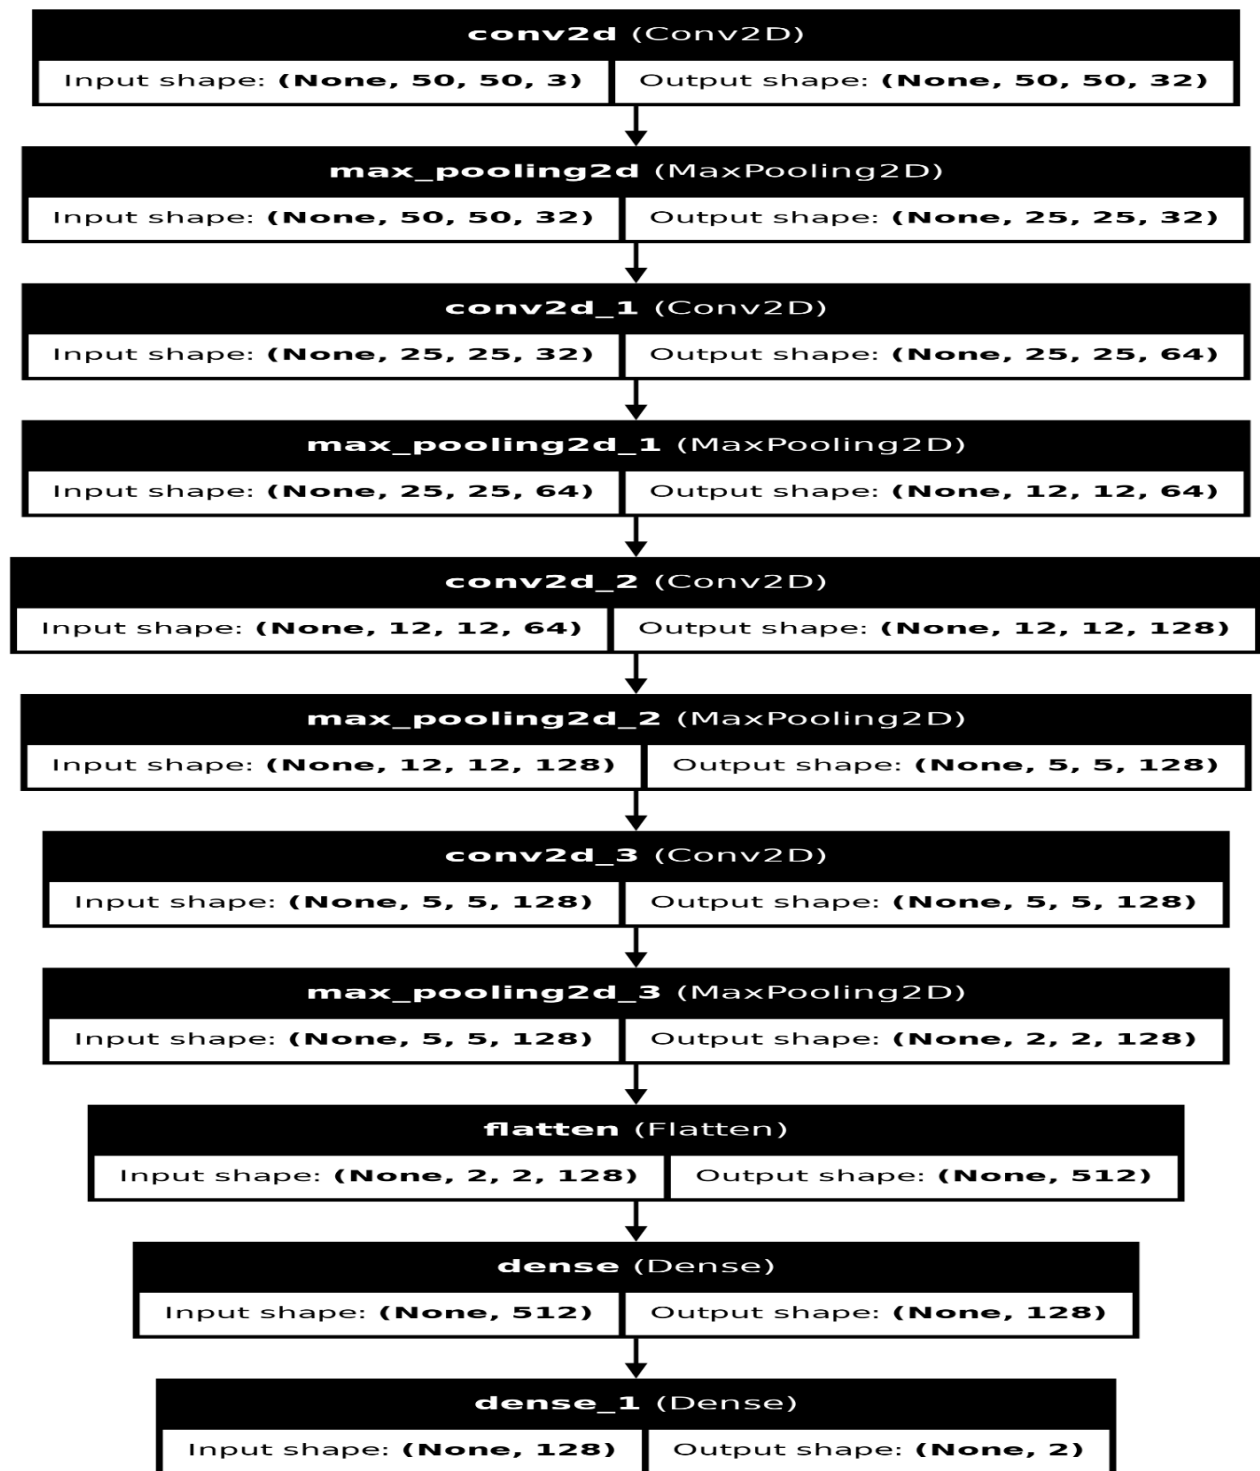 conv2d (Conv2D)
Input shape: (None, 50, 50, 3) Output shape: (None, 50, 50, 32)
max_pooling2d (MaxPooling2D)
Input shape: (None, 50, 50, 32) Output shape: (None, 25, 25, 32)
conv2d_1 (Conv2D)
Input shape: (None, 25, 25, 32) Output shape: (None, 25, 25, 64)
max_pooling2d_1 (MaxPooling2D)
Input shape: (None, 25, 25, 64) Output shape: (None, 12, 12, 64)
conv2d_2 (Conv2D)
Input shape: (None, 12, 12, 64) Output shape: (None, 12, 12, 128)
max_pooling2d_2 (MaxPooling2D)
Input shape: (None, 12, 12, 128) Output shape: (None, 5, 5, 128)
conv2d_3 (Conv2D)
Input shape: (None, 5, 5, 128) Output shape: (None, 5, 5, 128)
max_pooling2d_3 (MaxPooling2D)
Input shape: (None, 5, 5, 128) Output shape: (None, 2, 2, 128)
flatten (Flatten)
Input shape: (None, 2, 2, 128) Output shape: (None, 512)
dense (Dense)
Input shape: (None, 512) Output shape: (None, 128)
dense_1 (Dense)
Input shape: (None, 128) Output shape: (None, 2)